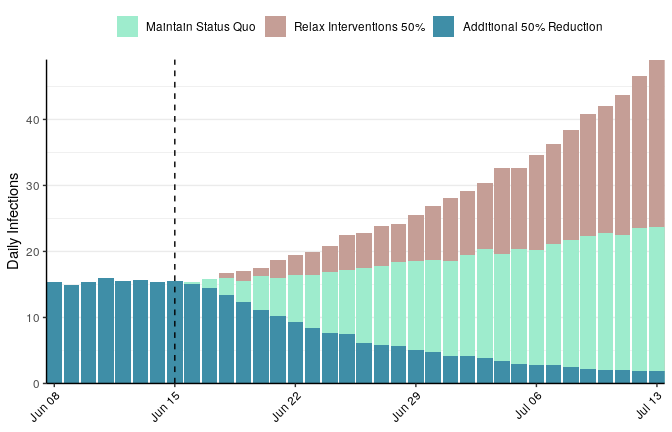 Maintain Status Quo Relax Interventions 50% Additional 50% Reduction
Daily Infections
40
30
20
10
0
Jun 08 Jun 15 Jun 22 Jun 29 Jul 06 Jul 13